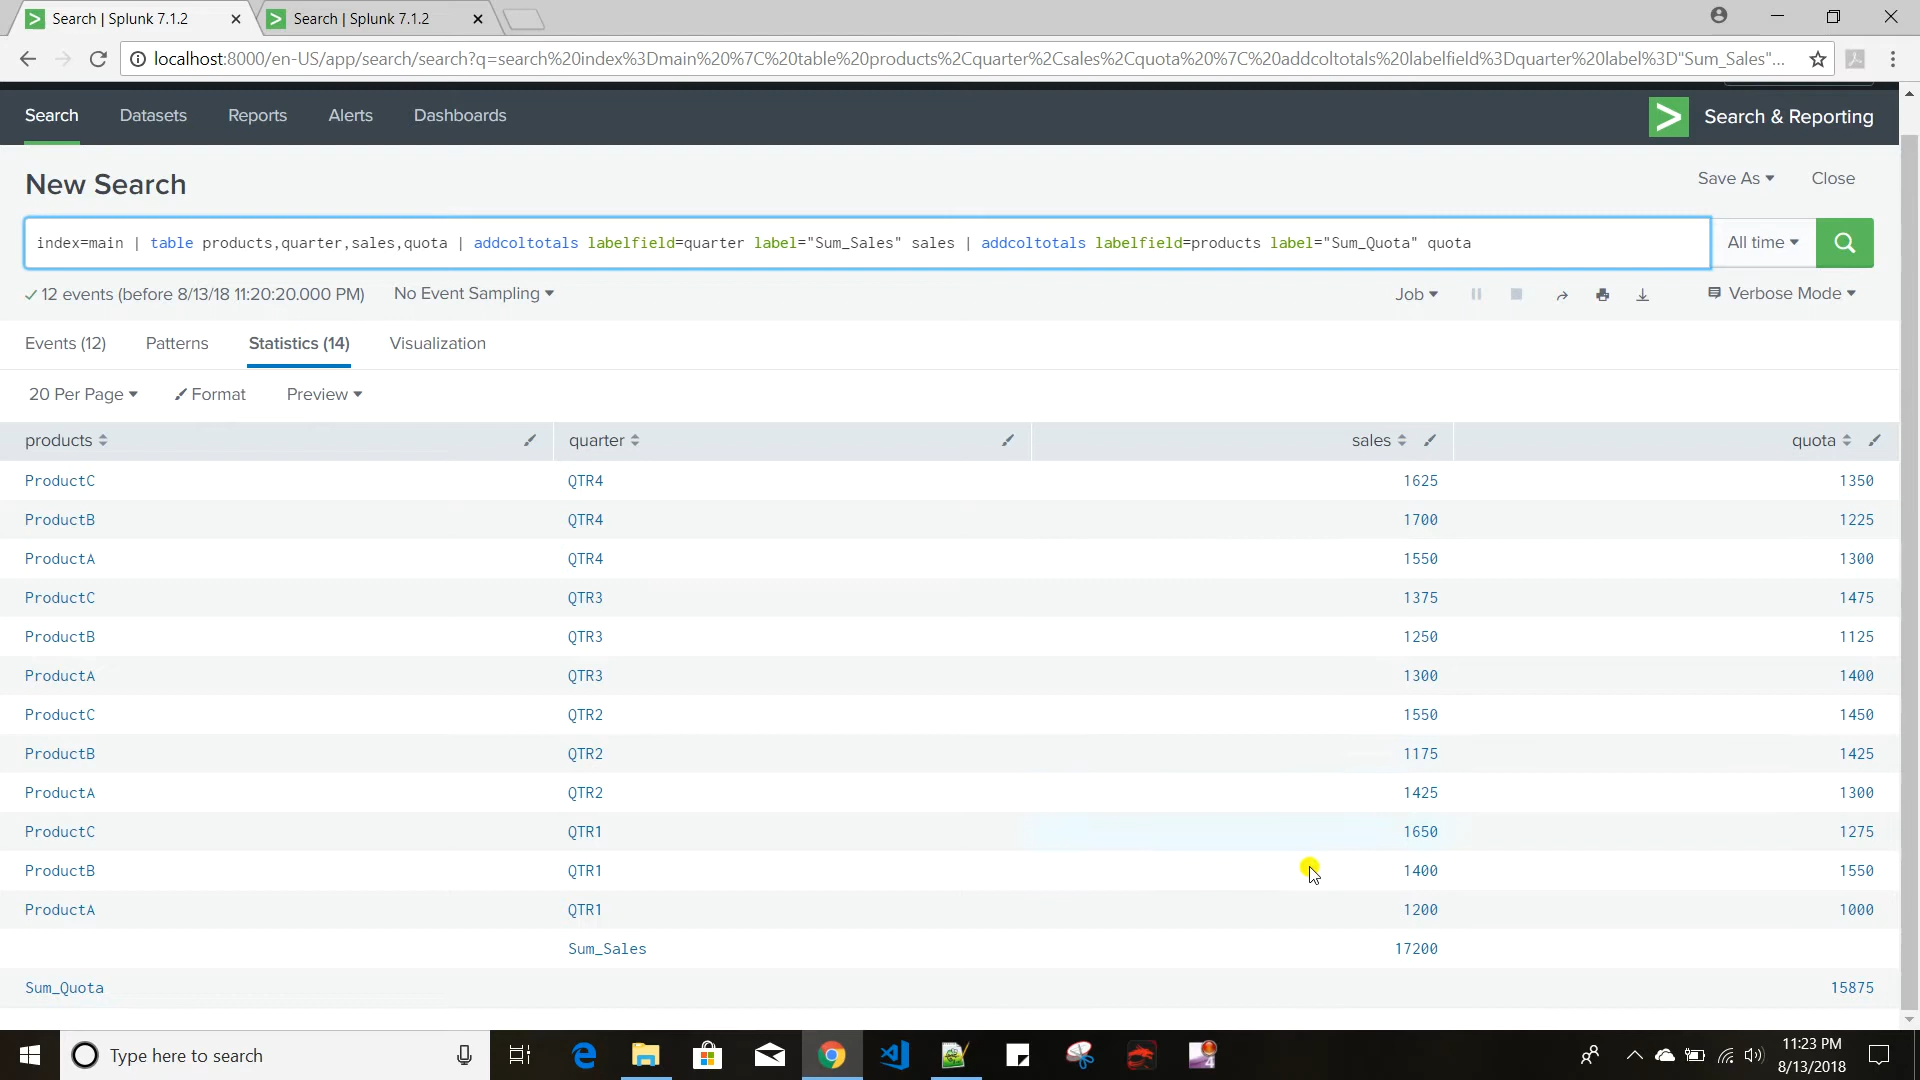 Search | Splunk 7.1.2
Search | Splunk 7.1.2
localhost:8000/en-US/app/search/search?q=search%20index%3Dmain%20%7C%20table%20products%2Cquarter%2Csales%2Cquota%20%7C%20addcoltotals%20labelfield%3Dquarter%20label%3D"Sum_Sales"...
Search Datasets Reports Alerts Dashboards Search & Reporting
New Search
Save As Close
index=main | table products,quarter,sales,quota | addcoltotals labelfield=quarter label="Sum_Sales" sales | addcoltotals labelfield=products label="Sum_Quota" quota
All time
12 events (before 8/13/18 11:20:20.000 PM) No Event Sampling Job Verbose Mode
Events (12) Patterns Statistics (14) Visualization
20 Per Page Format Preview
products quarter sales quota
ProductC QTR4 1625 1350
ProductB QTR4 1700 1225
ProductA QTR4 1550 1300
ProductC QTR3 1375 1475
ProductB QTR3 1250 1125
ProductA QTR3 1300 1400
ProductC QTR2 1550 1450
ProductB QTR2 1175 1425
ProductA QTR2 1425 1300
ProductC QTR1 1650 1275
ProductB QTR1 1400 1550
ProductA QTR1 1200 1000
Sum_Sales 17200
Sum_Quota 15875
Type here to search
11:23 PM
8/13/2018